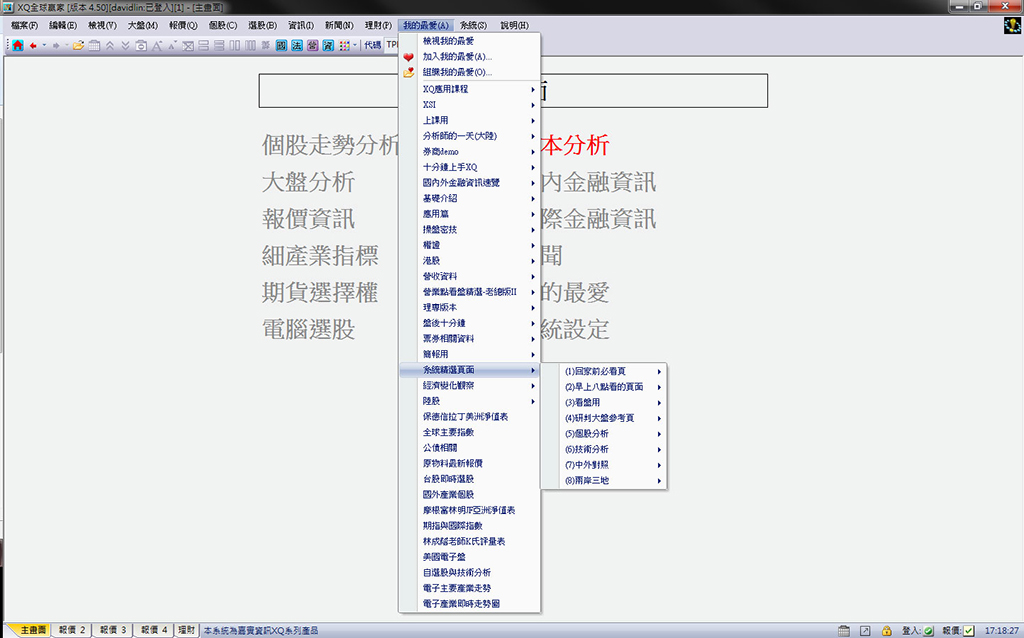 XQ全球贏家 [版本 4.50][davidlin:已登入][1] - [主畫面]
檔案(F) 編輯(E) 檢視(V) 大盤(M) 報價(Q) 個股(C) 選股(B) 資訊(I) 新聞(N) 理財(P) 我的最愛(A) 系統(S) 說明(H)
國 法 營 資 代碼 TP
個股走勢分析
本分析
大盤分析
內金融資訊
報價資訊
際金融資訊
細產業指標
聞
期貨選擇權
的最愛
電腦選股
統設定
檢視我的最愛
加入我的最愛(A)...
組織我的最愛(O)...
XQ應用課程
XSI
上課用
分析師的一天(大陸)
券商demo
十分鐘上手XQ
國內外金融資訊速覽
基礎介紹
應用篇
操盤密技
權證
港股
營收資料
營業點看盤精選-老總版II
理專版本
盤後十分鐘
票券相關資料
簡報用
系統精選頁面
經濟變化觀察
陸股
保德信拉丁美洲淨值表
全球主要指數
公債相關
原物料最新報價
台股即時選股
國外產業個股
摩根富林明JF亞洲淨值表
期指與國際指數
林成蔭老師K氏評量表
美國電子盤
自選股與技術分析
電子主要產業走勢
電子產業即時走勢圖
(1)回家前必看頁
(2)早上八點看的頁面
(3)看盤用
(4)研判大盤參考頁
(5)個股分析
(6)技術分析
(7)中外對照
(8)兩岸三地
主畫面 報價 2 報價 3 報價 4 理財 本系統為嘉實資訊XQ系列產品 登入: 報價: 17:18:27